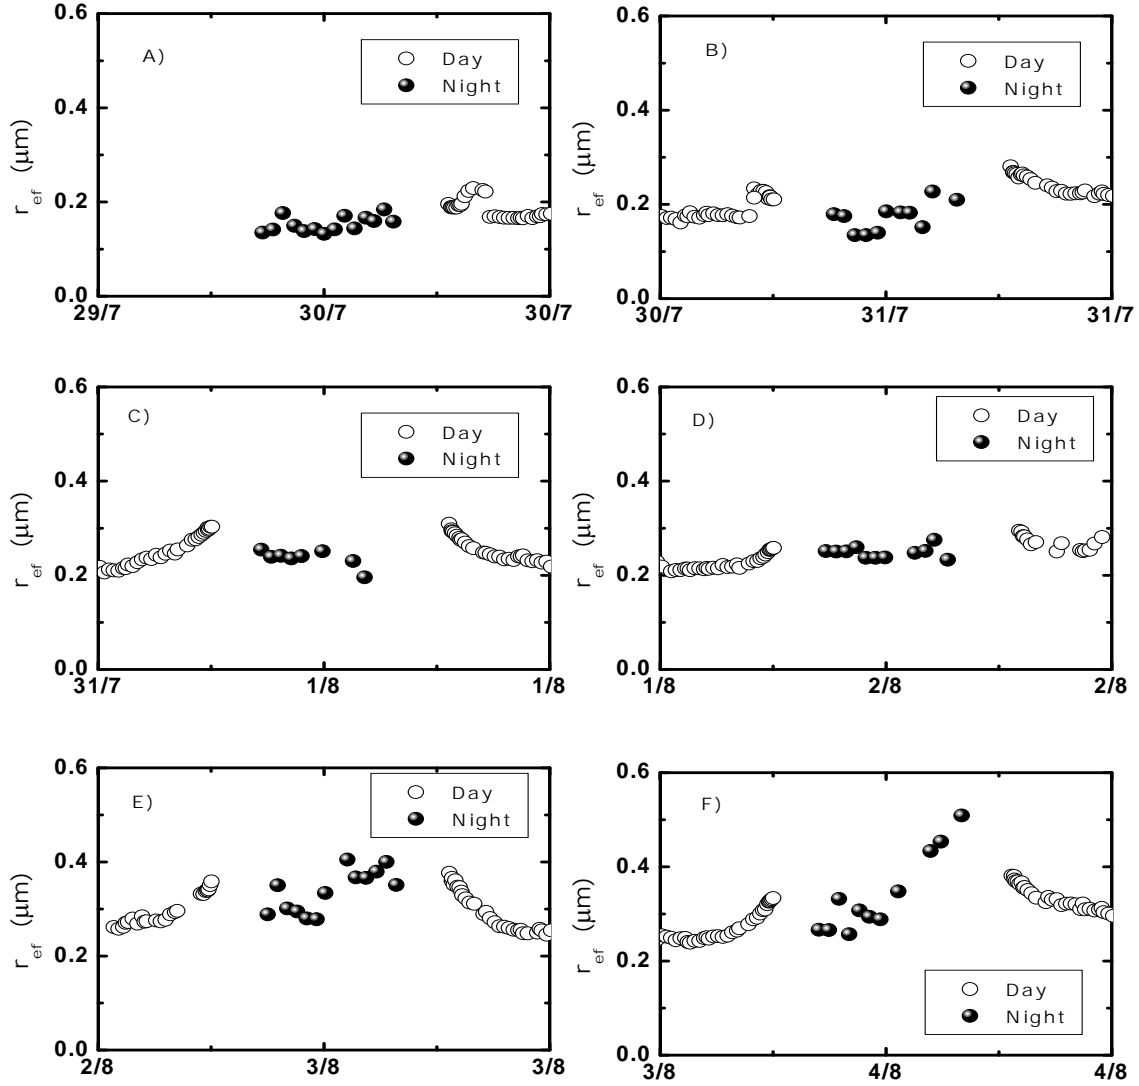 A)
Day
Night
0.6
0.4
0.2
0.0
r_ef (μm)
29/7 30/7 30/7
B)
Day
Night
0.6
0.4
0.2
0.0
r_ef (μm)
30/7 31/7 31/7
C)
Day
Night
0.6
0.4
0.2
0.0
r_ef (μm)
31/7 1/8 1/8
D)
Day
Night
0.6
0.4
0.2
0.0
r_ef (μm)
1/8 2/8 2/8
E)
Day
Night
0.6
0.4
0.2
0.0
r_ef (μm)
2/8 3/8 3/8
F)
Day
Night
0.6
0.4
0.2
0.0
r_ef (μm)
3/8 4/8 4/8